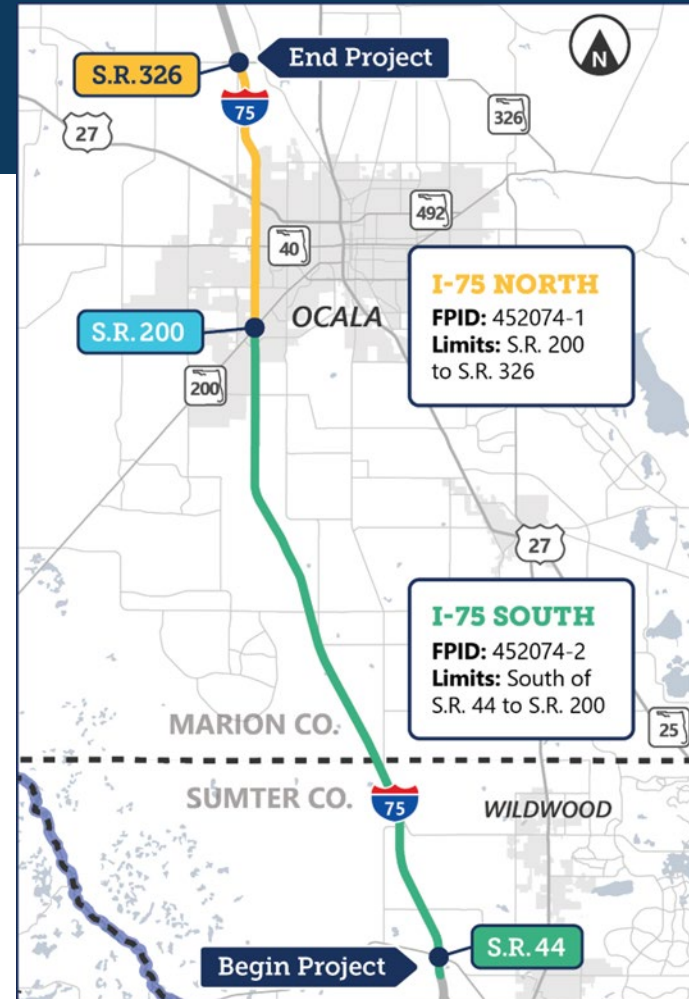 End Project
S.R. 326
N
75
27
326
492
40
I-75 NORTH
FPID: 452074-1
Limits: S.R. 200
to S.R. 326
OCALA
S.R. 200
200
27
I-75 SOUTH
FPID: 452074-2
Limits: South of
S.R. 44 to S.R. 200
MARION CO.
25
SUMTER CO.
75
WILDWOOD
S.R. 44
Begin Project